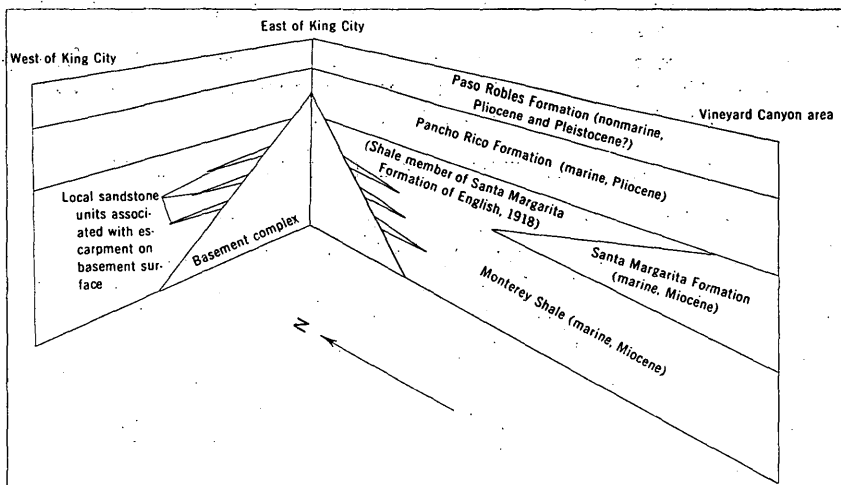 East of King City
West of King City
Paso Robles Formation (nonmarine,
Pliocene and Pleistocene?)
Vineyard Canyon area
Pancho Rico Formation (marine, Pliocene)
(Shale member of Santa Margarita
Formation of English, 1918)
Local sandstone
units associ-
ated with es-
carpment on
basement sur-
face
Basement complex
Santa Margarita Formation
(marine, Miocene)
Monterey Shale (marine, Miocene)
N